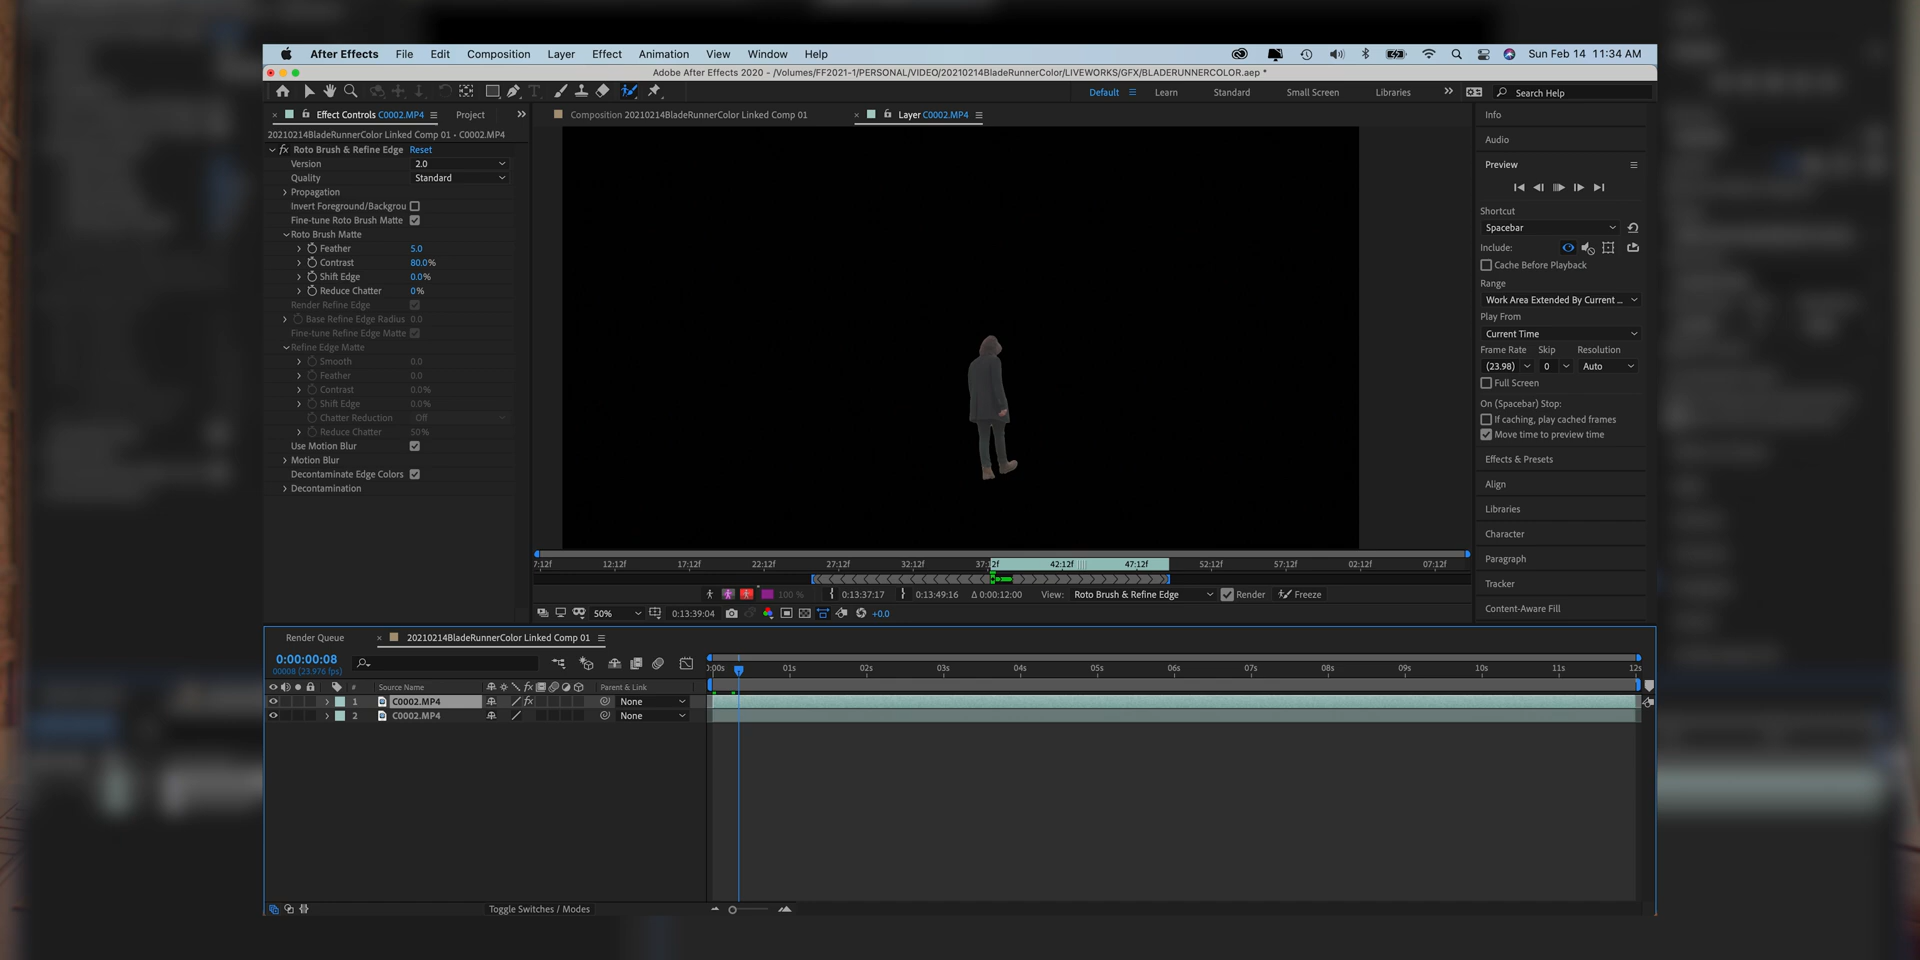 After Effects File Edit Composition Layer Effect Animation View Window Help Sun Feb 14 11:34 AM
Adobe After Effects 2020 - /Volumes/FF2021-1/PERSONAL/VIDEO/20210214BladeRunnerColor/LIVEWORKS/GFX/BLADERUNNERCOLOR.aep *
Default Learn Standard Small Screen Libraries Search Help
Effect Controls C0002.MP4 Project
20210214BladeRunnerColor Linked Comp 01 • C0002.MP4
fx Roto Brush & Refine Edge Reset
Version 2.0
Quality Standard
Propagation
Invert Foreground/Backgrou
Fine-tune Roto Brush Matte
Roto Brush Matte
Feather 5.0
Contrast 80.0%
Shift Edge 0.0%
Reduce Chatter 0%
Render Refine Edge
Base Refine Edge Radius 0.0
Fine-tune Refine Edge Matte
Refine Edge Matte
Smooth 0.0
Feather 0.0
Contrast 0.0%
Shift Edge 0.0%
Chatter Reduction Off
Reduce Chatter 50%
Use Motion Blur
Motion Blur
Decontaminate Edge Colors
Decontamination
Composition 20210214BladeRunnerColor Linked Comp 01 Layer C0002.MP4
7:12f 12:12f 17:12f 22:12f 27:12f 32:12f 37:12f 42:12f 47:12f 52:12f 57:12f 02:12f 07:12f
100 % 0:13:37:17 0:13:49:16 Δ 0:00:12:00 View: Roto Brush & Refine Edge Render Freeze
50% 0:13:39:04 +0.0
Info
Audio
Preview
Shortcut
Spacebar
Include:
Cache Before Playback
Range
Work Area Extended By Current ...
Play From
Current Time
Frame Rate Skip Resolution
(23.98) 0 Auto
Full Screen
On (Spacebar) Stop:
If caching, play cached frames
Move time to preview time
Effects & Presets
Align
Libraries
Character
Paragraph
Tracker
Content-Aware Fill
Render Queue 20210214BladeRunnerColor Linked Comp 01
0:00:00:08
00008 (23.976 fps)
:00s 01s 02s 03s 04s 05s 06s 07s 08s 09s 10s 11s 12s
# Source Name fx Parent & Link
1 C0002.MP4 fx None
2 C0002.MP4 None
Toggle Switches / Modes